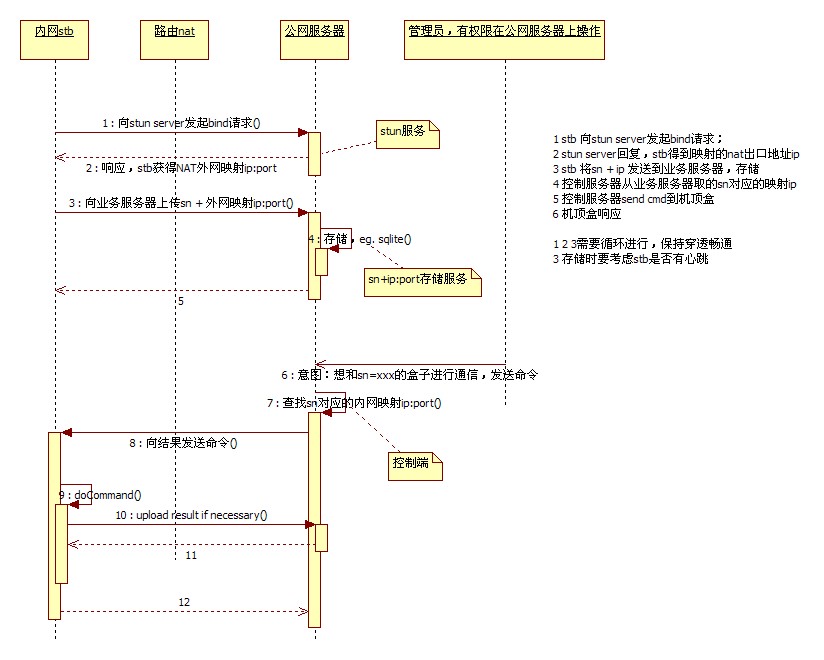 内网stb
路由nat
公网服务器
管理员，有权限在公网服务器上操作
1 : 向stun server发起bind请求()
stun服务
2 : 响应，stb获得NAT外网映射ip:port
3 : 向业务服务器上传sn + 外网映射ip:port()
4 : 存储，eg. sqlite()
sn+ip:port存储服务
5
6 : 意图：想和sn=xxx的盒子进行通信，发送命令
7 : 查找sn对应的内网映射ip:port()
控制端
8 : 向结果发送命令()
9 : doCommand()
10 : upload result if necessary()
11
12
1 stb 向stun server发起bind请求；
2 stun server回复，stb得到映射的nat出口地址ip
3 stb 将sn + ip 发送到业务服务器，存储
4 控制服务器从业务服务器取的sn对应的映射ip
5 控制服务器send cmd到机顶盒
6 机顶盒响应
1 2 3需要循环进行，保持穿透畅通
3 存储时要考虑stb是否有心跳